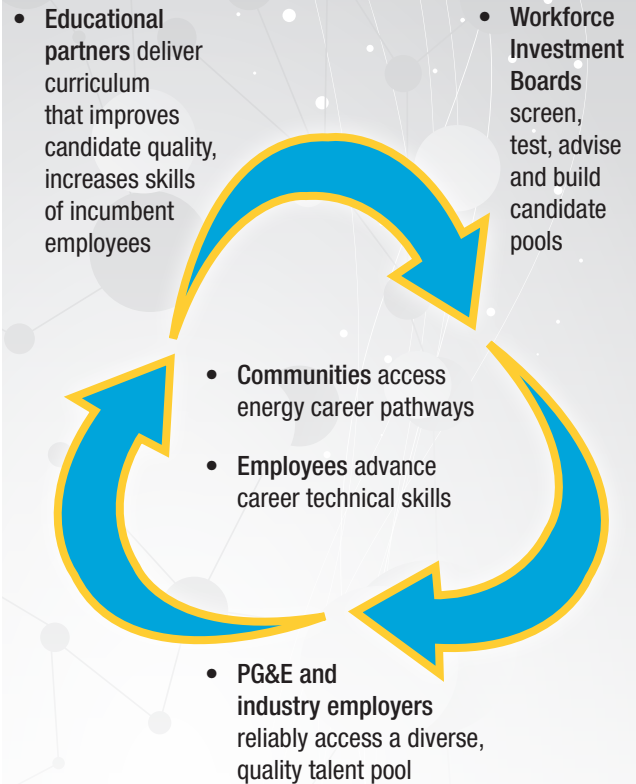 • Educational
partners deliver
curriculum
that improves
candidate quality,
increases skills
of incumbent
employees
• Workforce
Investment
Boards
screen,
test, advise
and build
candidate
pools
• Communities access
energy career pathways
• Employees advance
career technical skills
• PG&E and
industry employers
reliably access a diverse,
quality talent pool